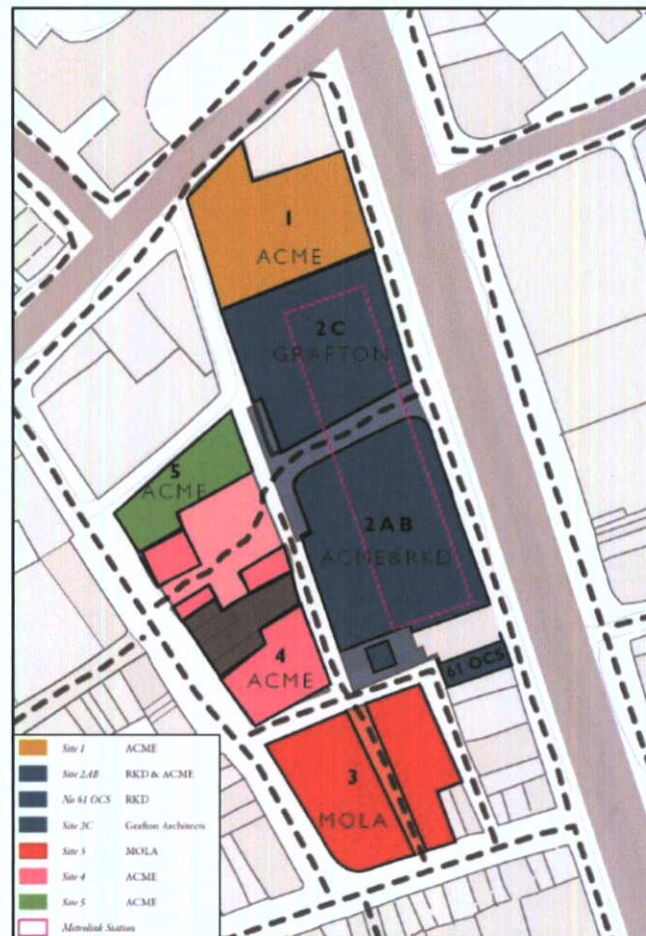 1
ACME
2C
GRAFTON
5
ACME
2AB
ACME&RKD
61 OCS
4
ACME
3
MOLA
Site 1 ACME
Site 2AB RKD & ACME
No 61 OCS RKD
Site 2C Grafton Architects
Site 3 MOLA
Site 4 ACME
Site 5 ACME
Metrolink Station